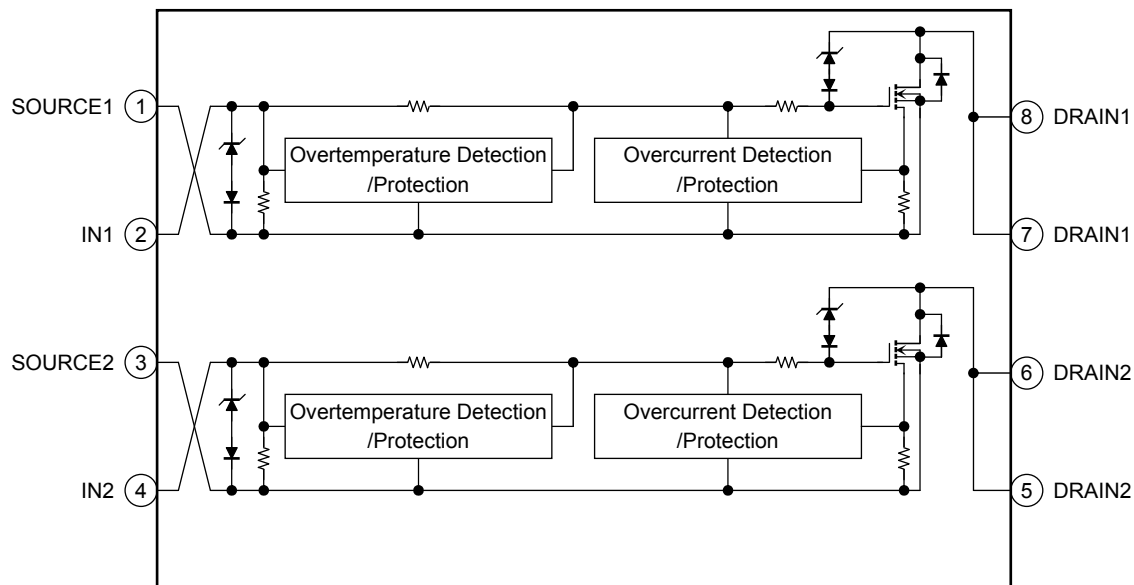 SOURCE1 1
Overtemperature Detection
/Protection
Overcurrent Detection
/Protection
8 DRAIN1
IN1 2
7 DRAIN1
SOURCE2 3
Overtemperature Detection
/Protection
Overcurrent Detection
/Protection
6 DRAIN2
IN2 4
5 DRAIN2